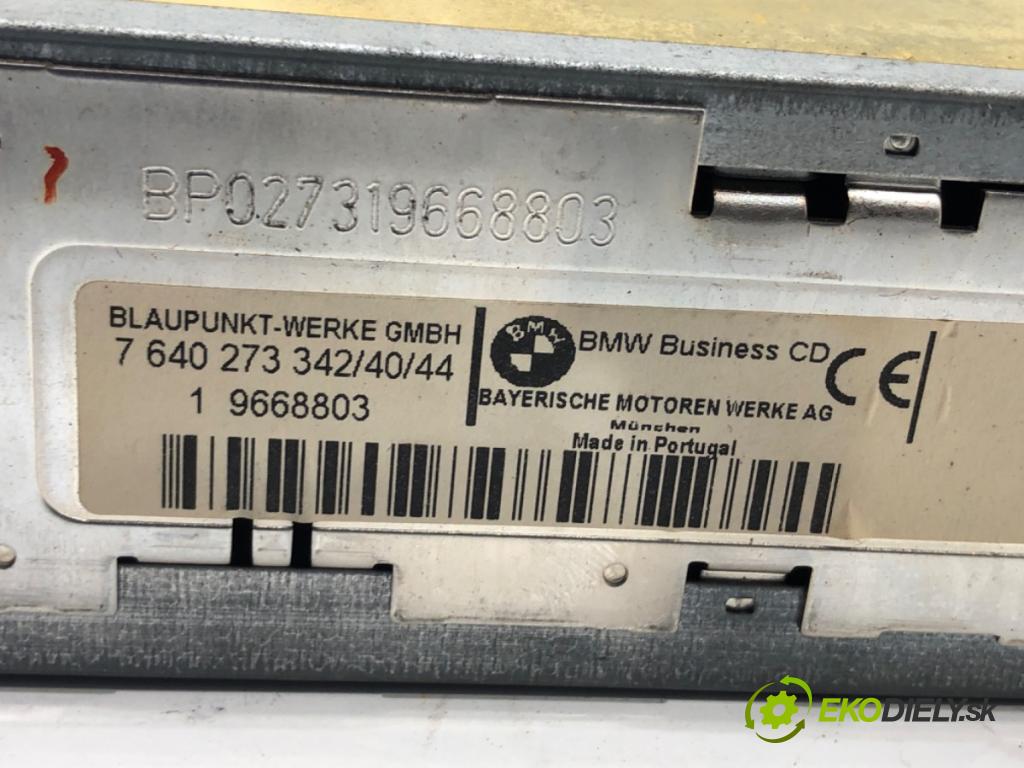 BP027319668803
BLAUPUNKT-WERKE GMBH
7 640 273 342/40/44
1 9668803
BMW
BMW Business CD
CE
BAYERISCHE MOTOREN WERKE AG
München
Made in Portugal
EKODIELY.SK